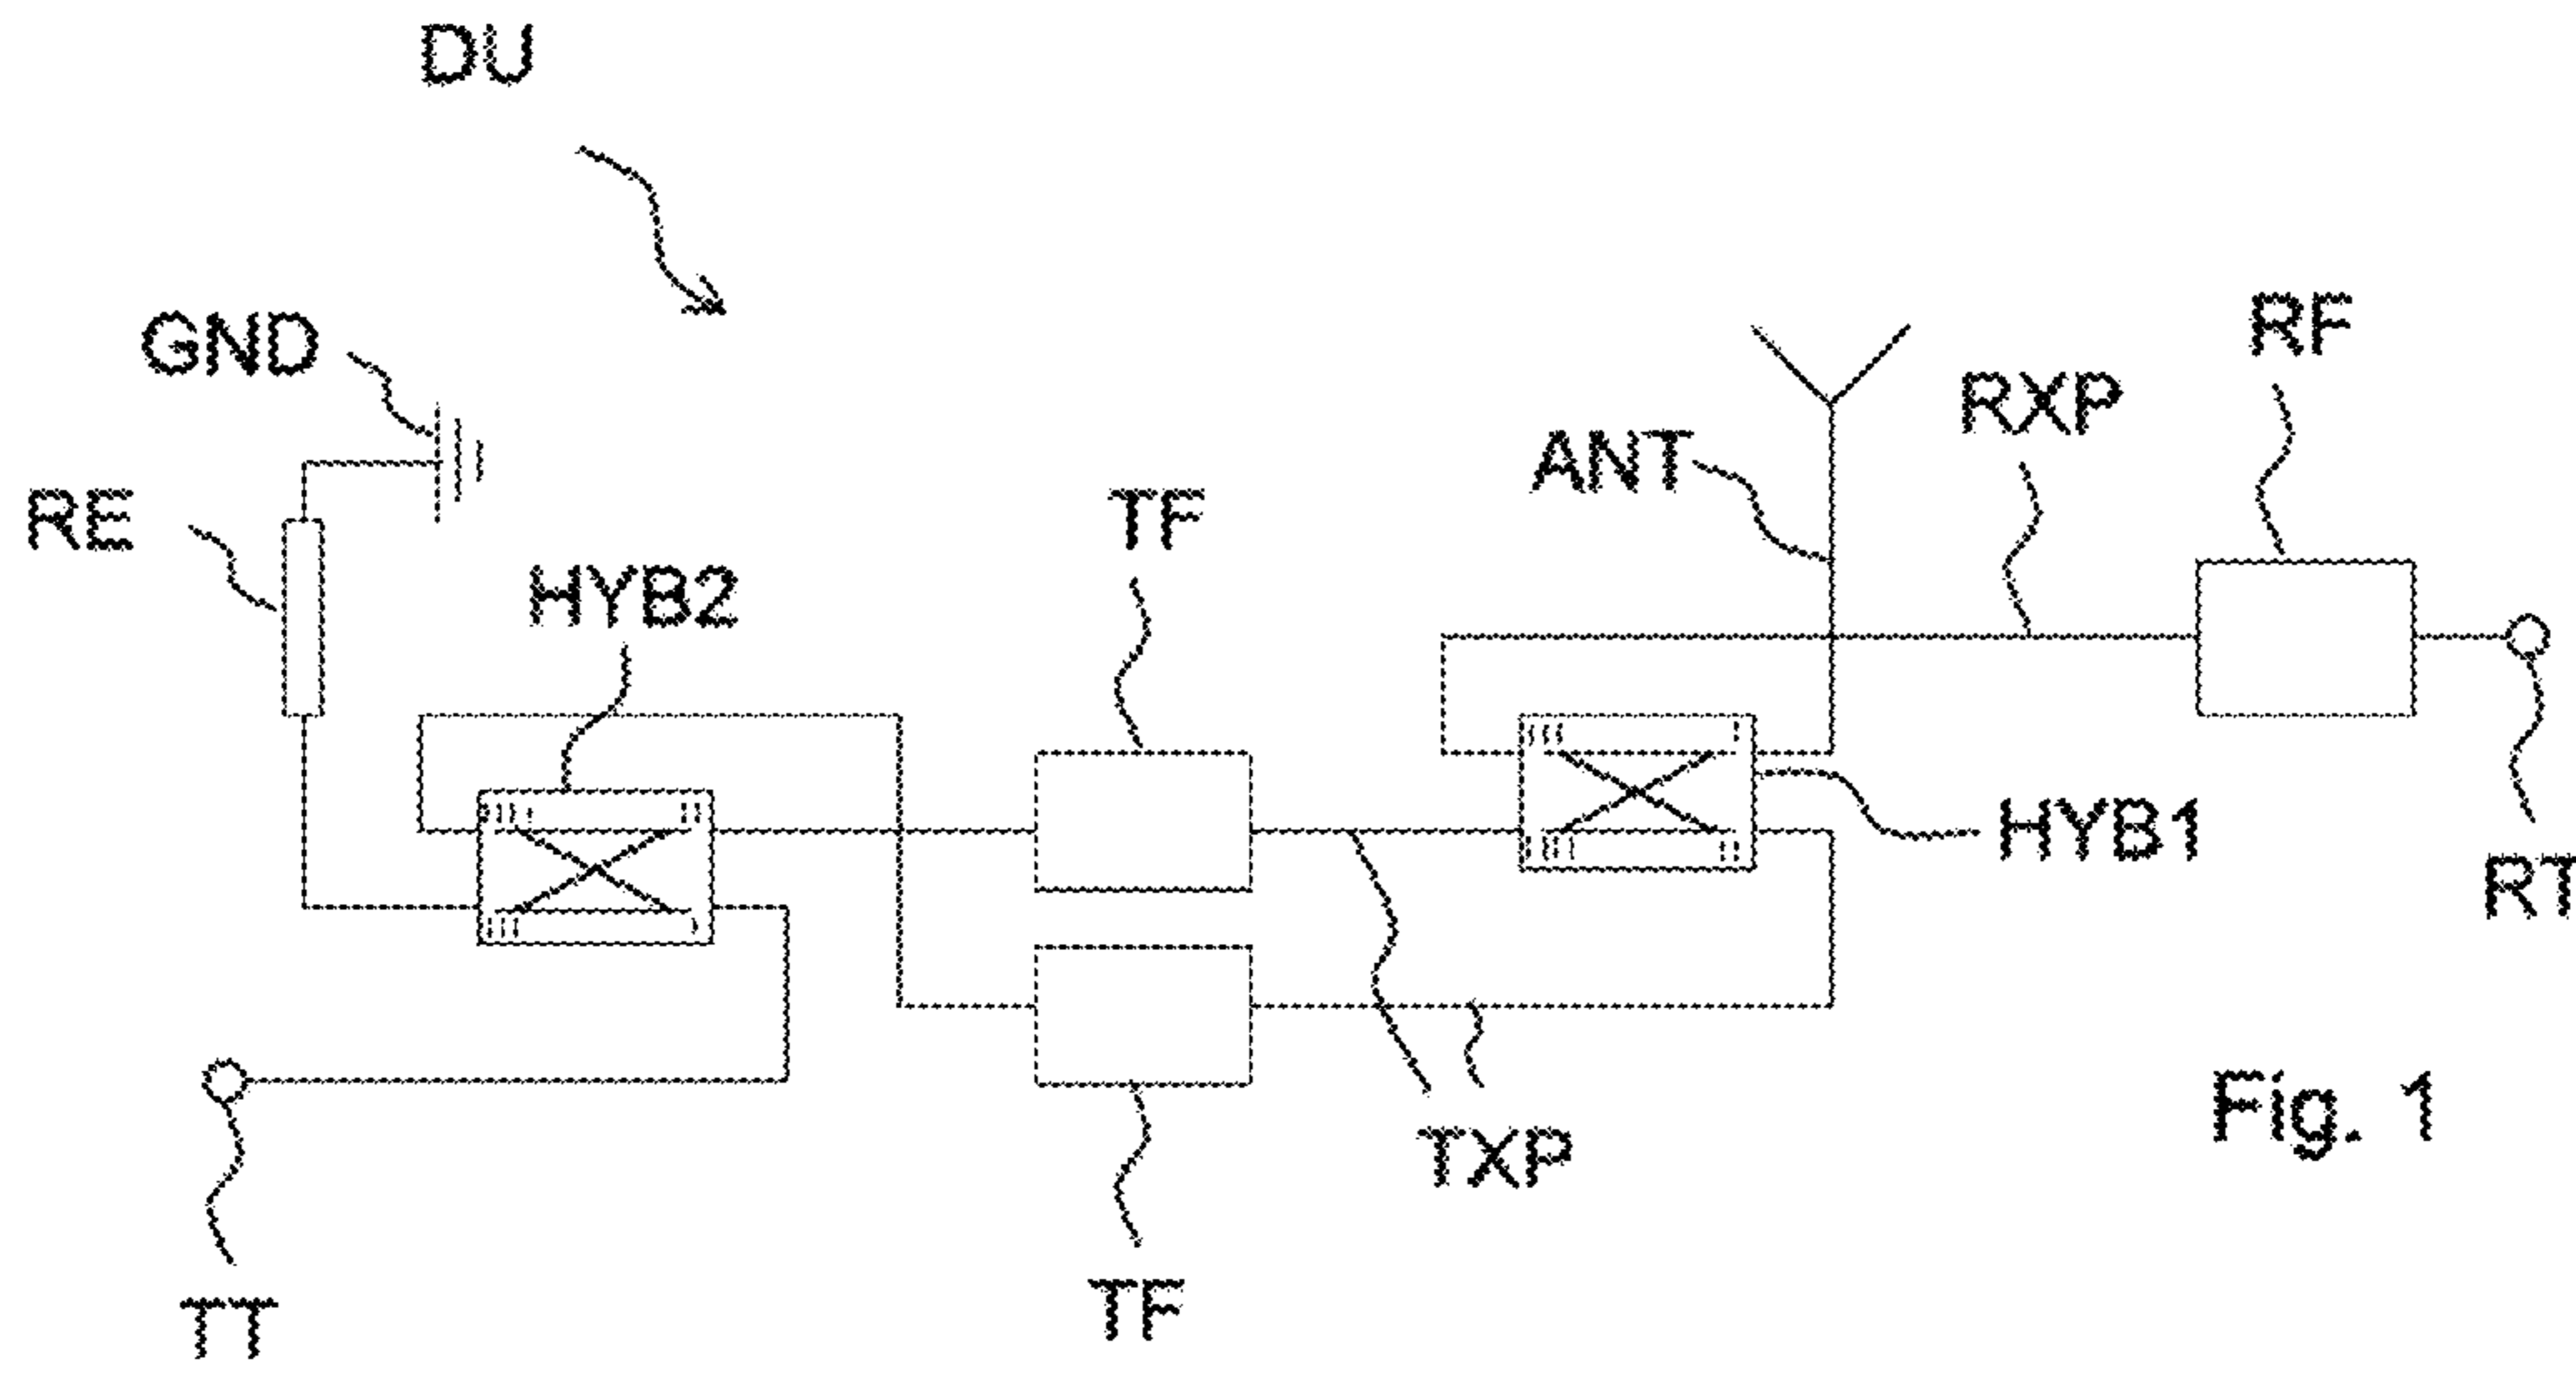 DU
GND
RF
RXP
ANT
RE
TF
HYB2
HYB1
RT
Fig. 1
TXP
TF
TT